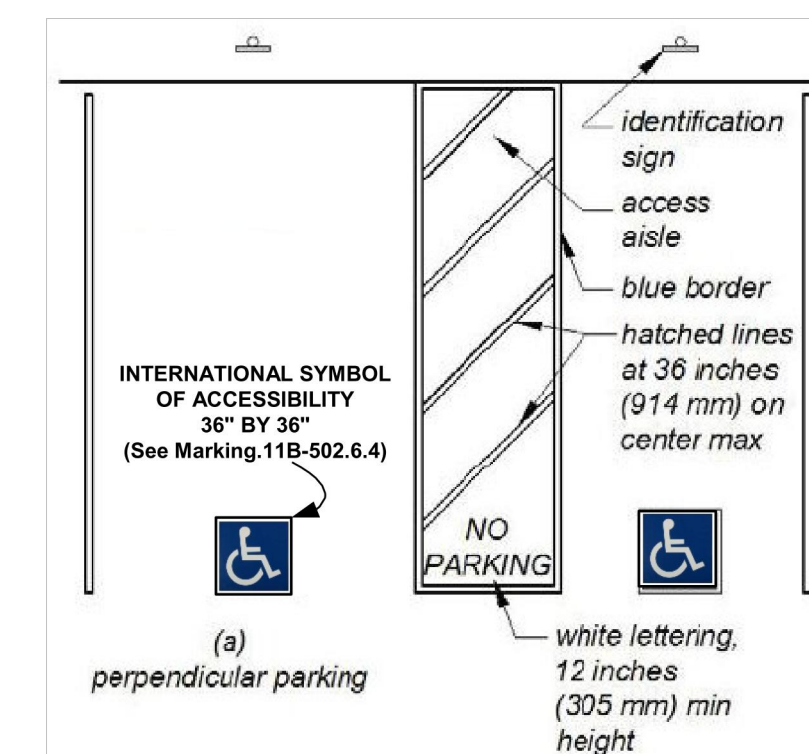 identification
sign
access
aisle
blue border
hatched lines
at 36 inches
(914 mm) on
center max
INTERNATIONAL SYMBOL
OF ACCESSIBILITY
36" BY 36"
(See Marking.11B-502.6.4)
NO
PARKING
(a)
perpendicular parking
white lettering,
12 inches
(305 mm) min
height